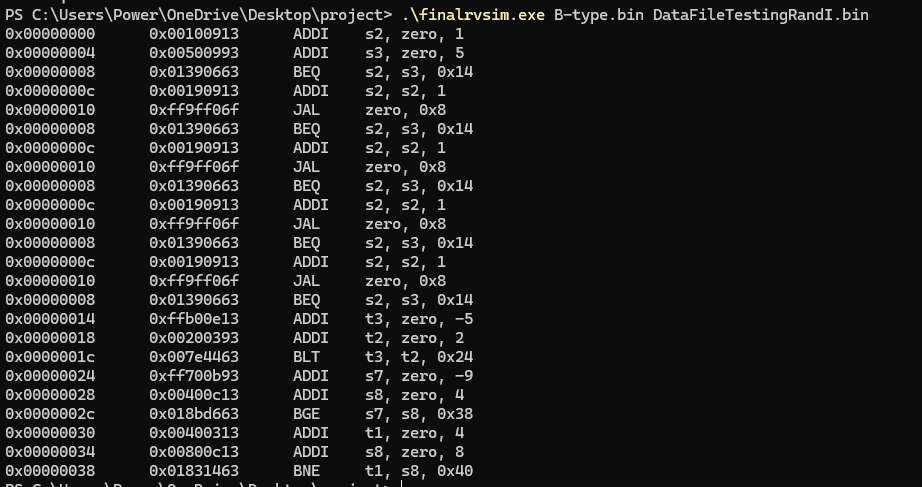 PS C:\Users\Power\OneDrive\Desktop\project> .\finalrvsim.exe B-type.bin DataFileTestingRandI.bin
0x00000000 0x00100913 ADDI s2, zero, 1
0x00000004 0x00500993 ADDI s3, zero, 5
0x00000008 0x01390663 BEQ s2, s3, 0x14
0x0000000c 0x00190913 ADDI s2, s2, 1
0x00000010 0xff9ff06f JAL zero, 0x8
0x00000008 0x01390663 BEQ s2, s3, 0x14
0x0000000c 0x00190913 ADDI s2, s2, 1
0x00000010 0xff9ff06f JAL zero, 0x8
0x00000008 0x01390663 BEQ s2, s3, 0x14
0x0000000c 0x00190913 ADDI s2, s2, 1
0x00000010 0xff9ff06f JAL zero, 0x8
0x00000008 0x01390663 BEQ s2, s3, 0x14
0x0000000c 0x00190913 ADDI s2, s2, 1
0x00000010 0xff9ff06f JAL zero, 0x8
0x00000008 0x01390663 BEQ s2, s3, 0x14
0x00000014 0xffb00e13 ADDI t3, zero, -5
0x00000018 0x00200393 ADDI t2, zero, 2
0x0000001c 0x007e4463 BLT t3, t2, 0x24
0x00000024 0xff700b93 ADDI s7, zero, -9
0x00000028 0x00400c13 ADDI s8, zero, 4
0x0000002c 0x018bd663 BGE s7, s8, 0x38
0x00000030 0x00400313 ADDI t1, zero, 4
0x00000034 0x00800c13 ADDI s8, zero, 8
0x00000038 0x01831463 BNE t1, s8, 0x40